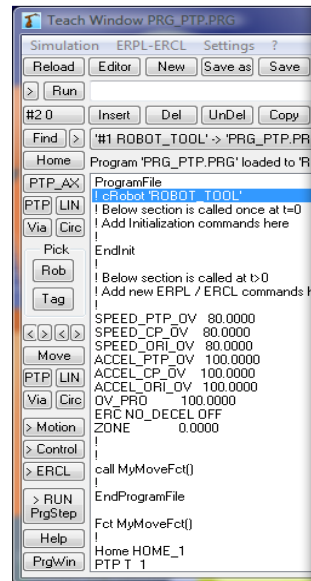 Teach Window PRG_PTP.PRG
Simulation ERPL-ERCL Settings ?
Reload Editor New Save as Save
> Run
#2 0 Insert Del UnDel Copy
Find > '#1 ROBOT_TOOL' -> 'PRG_PTP.PR
Home Program 'PRG_PTP.PRG' loaded to 'R
PTP_AX
PTP LIN
Via Circ
Pick
Rob
Tag
< > < >
Move
PTP LIN
Via Circ
> Motion
> Control
> ERCL
> RUN
PrgStep
Help
PrgWin
ProgramFile
! cRobot 'ROBOT_TOOL'
! Below section is called once at t=0
! Add Initialization commands here
!
EndInit
!
! Below section is called at t>0
! Add new ERPL / ERCL commands h
!
SPEED_PTP_OV 80.0000
SPEED_CP_OV 80.0000
SPEED_ORI_OV 80.0000
ACCEL_PTP_OV 100.0000
ACCEL_CP_OV 100.0000
ACCEL_ORI_OV 100.0000
OV_PRO 100.0000
ERC NO_DECEL OFF
ZONE 0.0000
!
!
call MyMoveFct()
!
EndProgramFile
Fct MyMoveFct()
!
Home HOME_1
PTP T_1